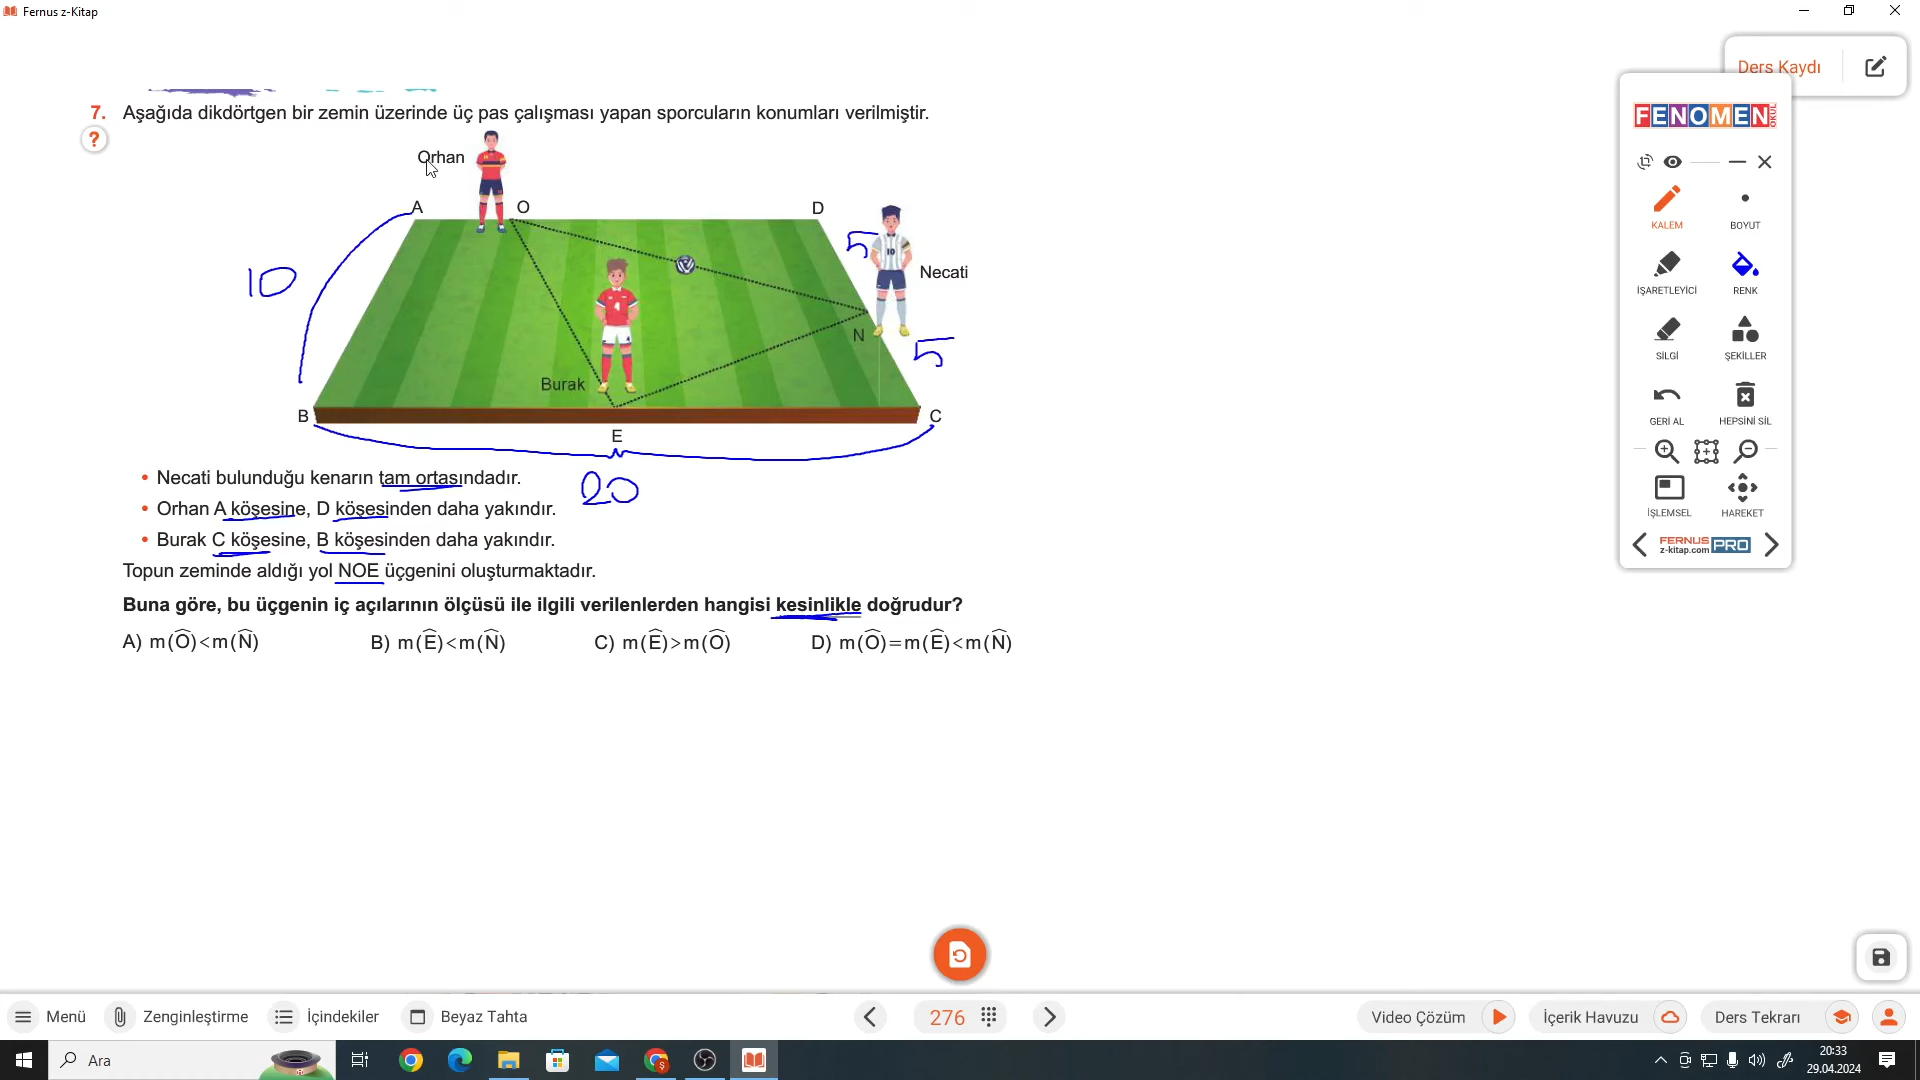 Fernus z-Kitap
Ders Kaydı
7. Aşağıda dikdörtgen bir zemin üzerinde üç pas çalışması yapan sporcuların konumları verilmiştir.
?
Orhan
A
O
D
5
10
10
Necati
4
N
5
Burak
B
C
E
20
• Necati bulunduğu kenarın tam ortasındadır.
• Orhan A köşesine, D köşesinden daha yakındır.
• Burak C köşesine, B köşesinden daha yakındır.
Topun zeminde aldığı yol NOE üçgenini oluşturmaktadır.
Buna göre, bu üçgenin iç açılarının ölçüsü ile ilgili verilenlerden hangisi kesinlikle doğrudur?
A) m(Ô)<m(N̂) B) m(Ê)<m(N̂) C) m(Ê)>m(Ô) D) m(Ô)=m(Ê)<m(N̂)
FENOMEN OKUL
KALEM BOYUT
İŞARETLEYİCİ RENK
SİLGİ ŞEKİLLER
GERİ AL HEPSİNİ SİL
İŞLEMSEL HAREKET
FERNUS z-kitap.com PRO
Menü Zenginleştirme İçindekiler Beyaz Tahta 276 Video Çözüm İçerik Havuzu Ders Tekrarı
Ara
20:33
29.04.2024